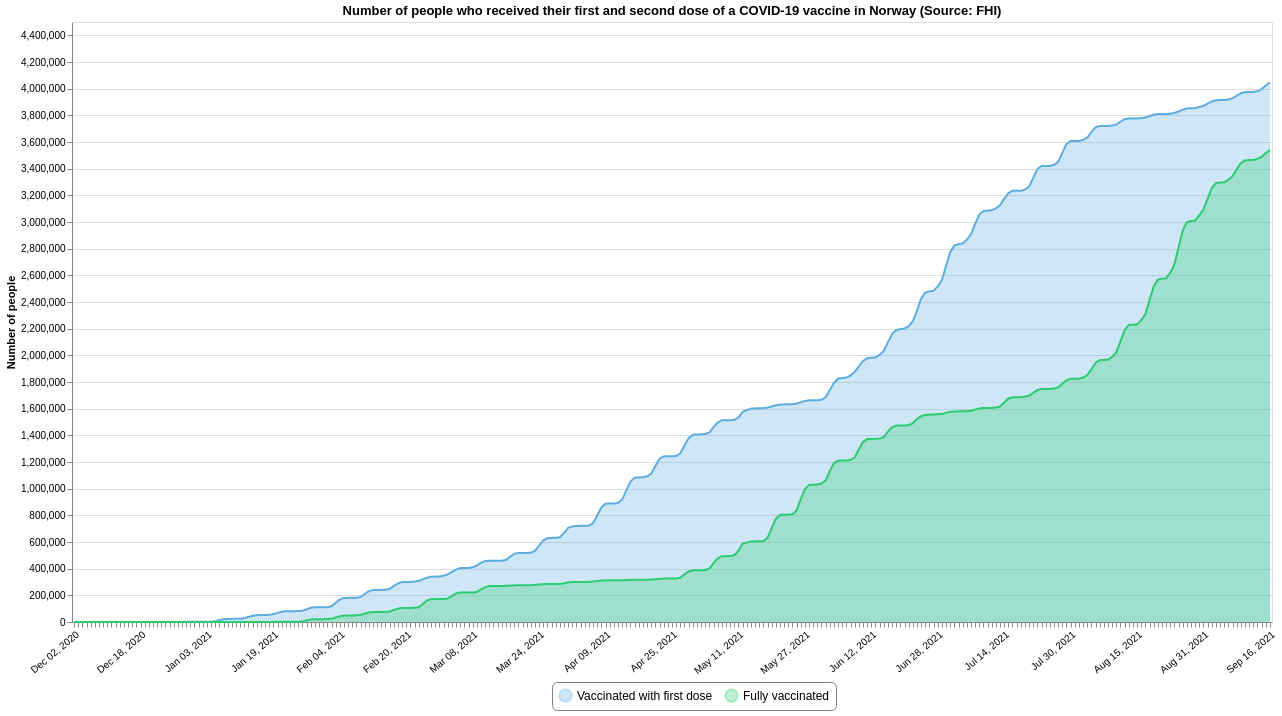 Number of people who received their first and second dose of a COVID-19 vaccine in Norway (Source: FHI)
Number of people
4,400,000
4,200,000
4,000,000
3,800,000
3,600,000
3,400,000
3,200,000
3,000,000
2,800,000
2,600,000
2,400,000
2,200,000
2,000,000
1,800,000
1,600,000
1,400,000
1,200,000
1,000,000
800,000
600,000
400,000
200,000
0
Dec 02, 2020
Dec 18, 2020
Jan 03, 2021
Jan 19, 2021
Feb 04, 2021
Feb 20, 2021
Mar 08, 2021
Mar 24, 2021
Apr 09, 2021
Apr 25, 2021
May 11, 2021
May 27, 2021
Jun 12, 2021
Jun 28, 2021
Jul 14, 2021
Jul 30, 2021
Aug 15, 2021
Aug 31, 2021
Sep 16, 2021
Vaccinated with first dose
Fully vaccinated